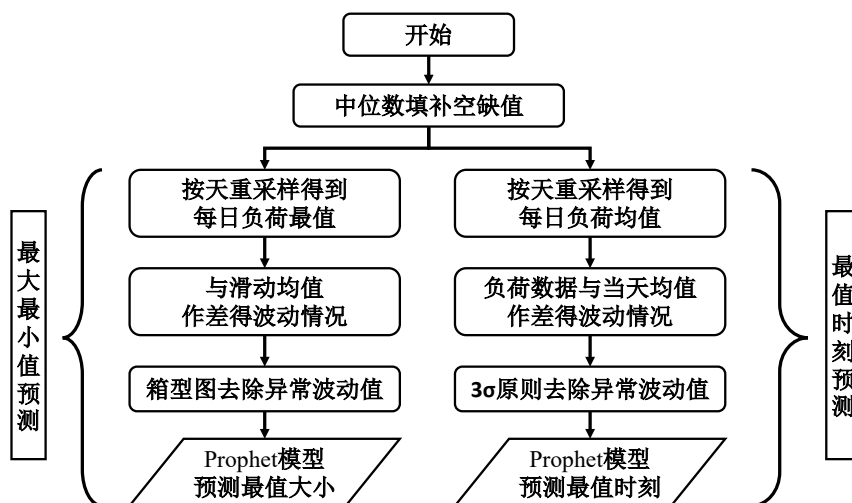 开始
中位数填补空缺值
最大最小值预测
按天重采样得到
每日负荷最值
与滑动均值
作差得波动情况
箱型图去除异常波动值
Prophet模型
预测最值大小
按天重采样得到
每日负荷均值
负荷数据与当天均值
作差得波动情况
3σ原则去除异常波动值
Prophet模型
预测最值时刻
最值时刻预测